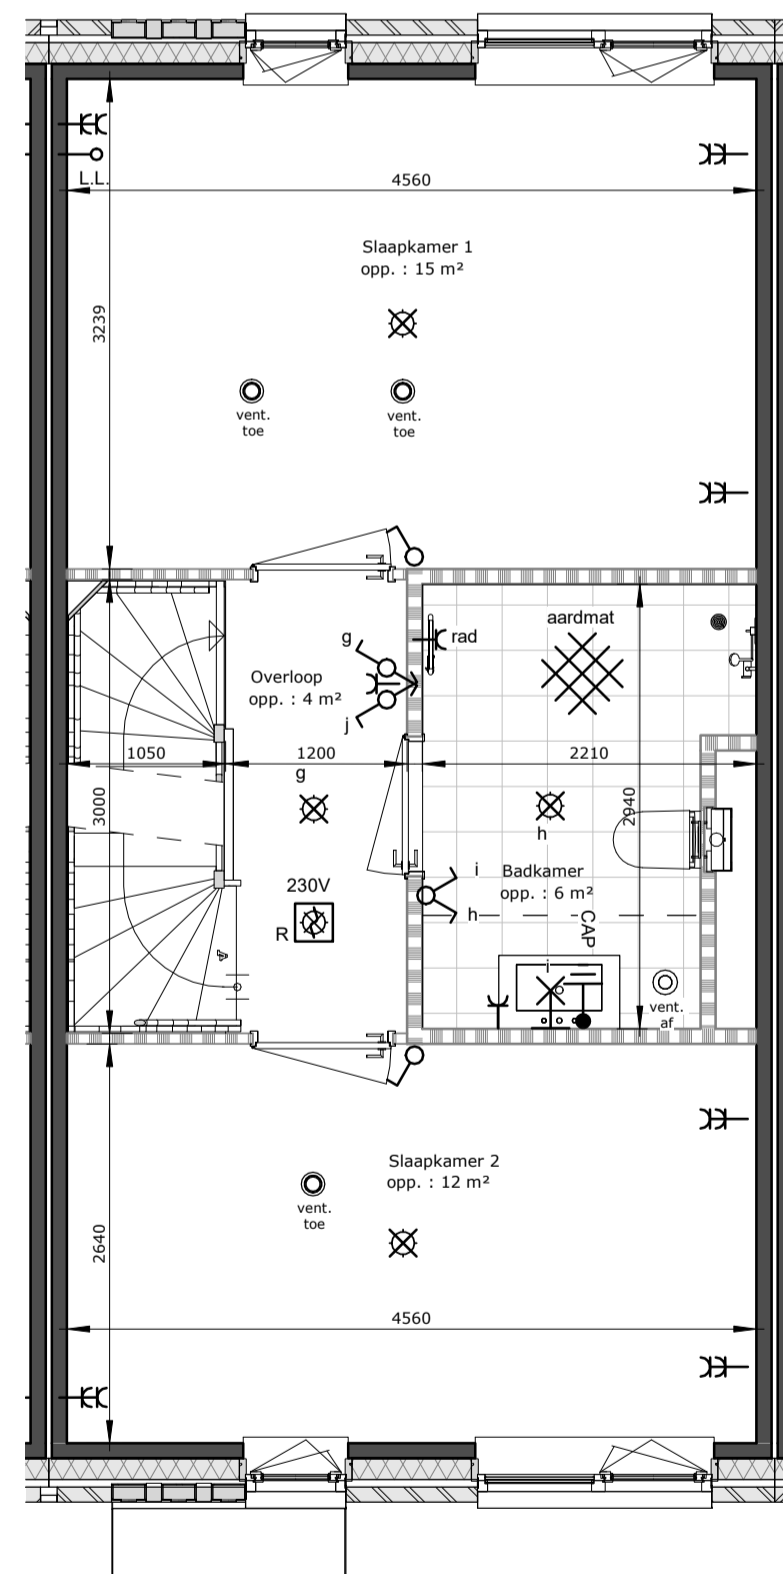 L.L.
4560
Slaapkamer 1
opp. : 15 m²
3239
vent.
toe
vent.
toe
rad
aardmat
g
Overloop
opp. : 4 m²
j
1050
1200
2210
g
3000
2940
h
230V
R
i
Badkamer
opp. : 6 m²
h
CAP
i
vent.
af
Slaapkamer 2
opp. : 12 m²
vent.
toe
2640
4560